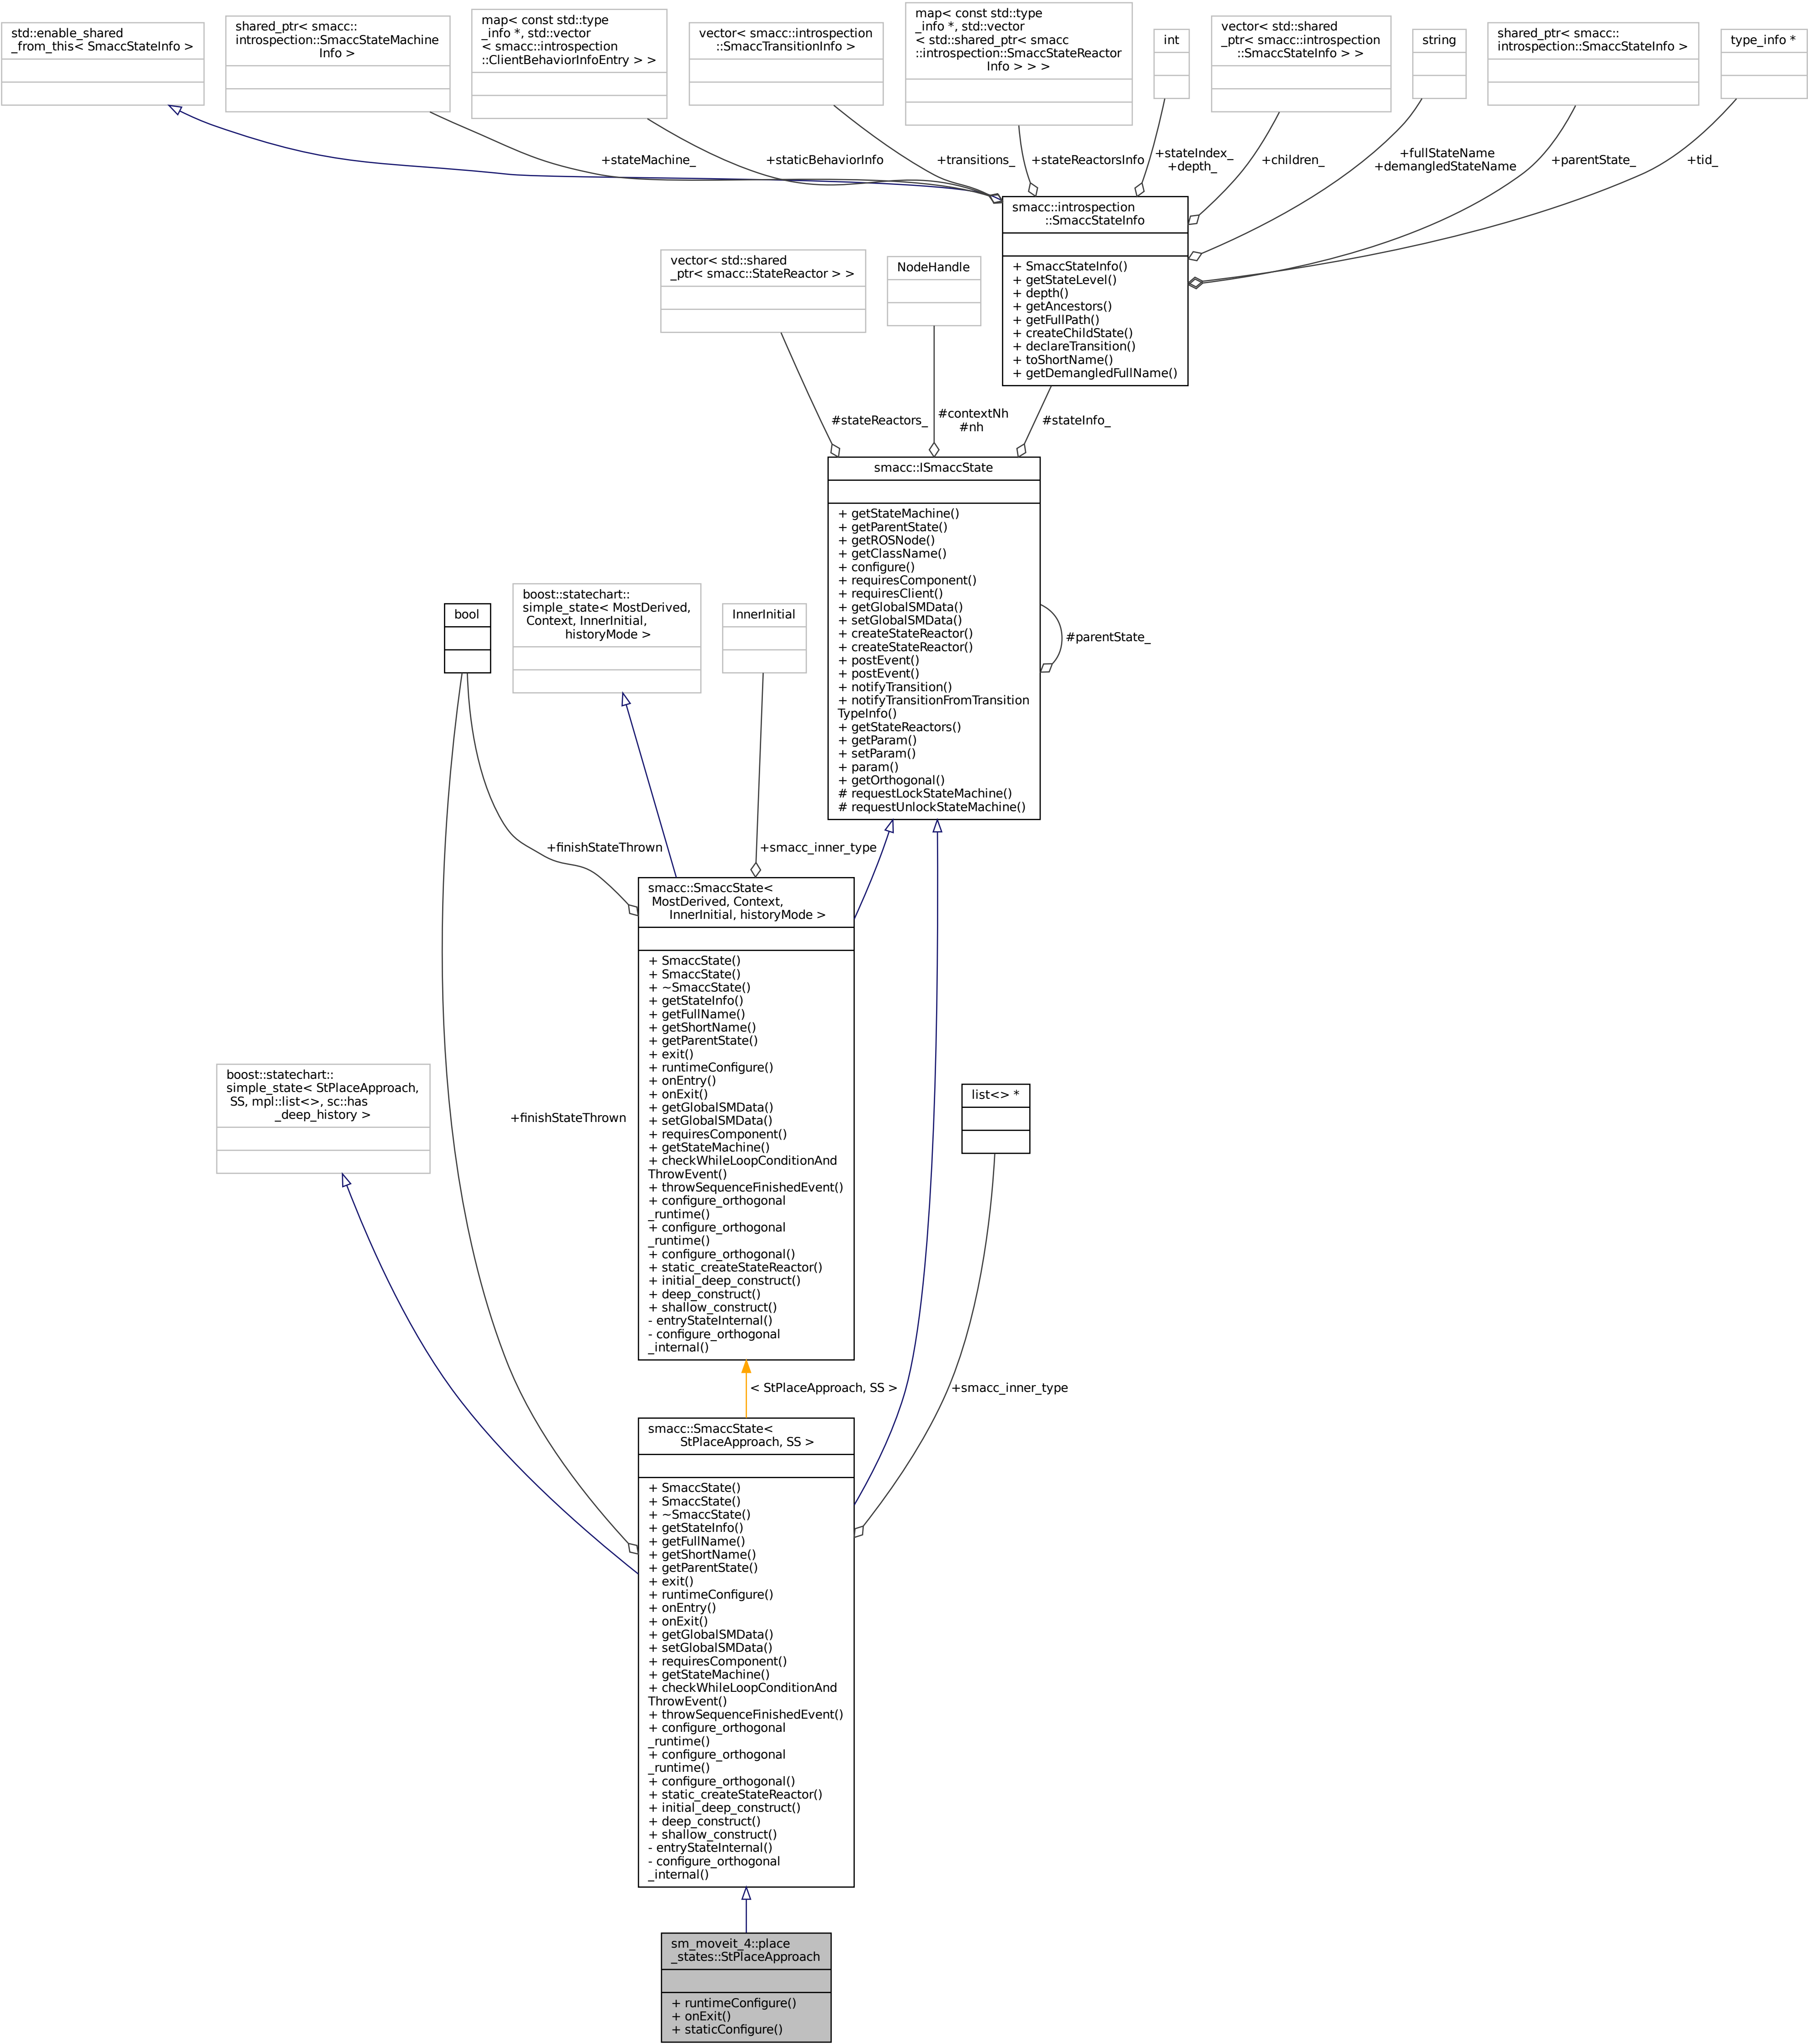 std::enable_shared
_from_this< SmaccStateInfo >
shared_ptr< smacc::
introspection::SmaccStateMachine
Info >
map< const std::type
_info *, std::vector
< smacc::introspection
::ClientBehaviorInfoEntry > >
vector< smacc::introspection
::SmaccTransitionInfo >
map< const std::type
_info *, std::vector
< std::shared_ptr< smacc
::introspection::SmaccStateReactor
Info > > >
int
vector< std::shared
_ptr< smacc::introspection
::SmaccStateInfo > >
string
shared_ptr< smacc::
introspection::SmaccStateInfo >
type_info *
+stateMachine_
+staticBehaviorInfo
+transitions_
+stateReactorsInfo
+stateIndex_
+depth_
+children_
+fullStateName
+demangledStateName
+parentState_
+tid_
smacc::introspection
::SmaccStateInfo
+ SmaccStateInfo()
+ getStateLevel()
+ depth()
+ getAncestors()
+ getFullPath()
+ createChildState()
+ declareTransition()
+ toShortName()
+ getDemangledFullName()
vector< std::shared
_ptr< smacc::StateReactor > >
NodeHandle
#stateReactors_
#contextNh
#nh
#stateInfo_
smacc::ISmaccState
+ getStateMachine()
+ getParentState()
+ getROSNode()
+ getClassName()
+ configure()
+ requiresComponent()
+ requiresClient()
+ getGlobalSMData()
+ setGlobalSMData()
+ createStateReactor()
+ createStateReactor()
+ postEvent()
+ postEvent()
+ notifyTransition()
+ notifyTransitionFromTransition
TypeInfo()
+ getStateReactors()
+ getParam()
+ setParam()
+ param()
+ getOrthogonal()
# requestLockStateMachine()
# requestUnlockStateMachine()
#parentState_
bool
boost::statechart::
simple_state< MostDerived,
Context, InnerInitial,
historyMode >
InnerInitial
+finishStateThrown
+smacc_inner_type
smacc::SmaccState<
MostDerived, Context,
InnerInitial, historyMode >
+ SmaccState()
+ SmaccState()
+ ~SmaccState()
+ getStateInfo()
+ getFullName()
+ getShortName()
+ getParentState()
+ exit()
+ runtimeConfigure()
+ onEntry()
+ onExit()
+ getGlobalSMData()
+ setGlobalSMData()
+ requiresComponent()
+ getStateMachine()
+ checkWhileLoopConditionAnd
ThrowEvent()
+ throwSequenceFinishedEvent()
+ configure_orthogonal
_runtime()
+ configure_orthogonal
_runtime()
+ configure_orthogonal()
+ static_createStateReactor()
+ initial_deep_construct()
+ deep_construct()
+ shallow_construct()
- entryStateInternal()
- configure_orthogonal
_internal()
boost::statechart::
simple_state< StPlaceApproach,
SS, mpl::list<>, sc::has
_deep_history >
+finishStateThrown
list<> *
< StPlaceApproach, SS >
+smacc_inner_type
smacc::SmaccState<
StPlaceApproach, SS >
+ SmaccState()
+ SmaccState()
+ ~SmaccState()
+ getStateInfo()
+ getFullName()
+ getShortName()
+ getParentState()
+ exit()
+ runtimeConfigure()
+ onEntry()
+ onExit()
+ getGlobalSMData()
+ setGlobalSMData()
+ requiresComponent()
+ getStateMachine()
+ checkWhileLoopConditionAnd
ThrowEvent()
+ throwSequenceFinishedEvent()
+ configure_orthogonal
_runtime()
+ configure_orthogonal
_runtime()
+ configure_orthogonal()
+ static_createStateReactor()
+ initial_deep_construct()
+ deep_construct()
+ shallow_construct()
- entryStateInternal()
- configure_orthogonal
_internal()
sm_moveit_4::place
_states::StPlaceApproach
+ runtimeConfigure()
+ onExit()
+ staticConfigure()